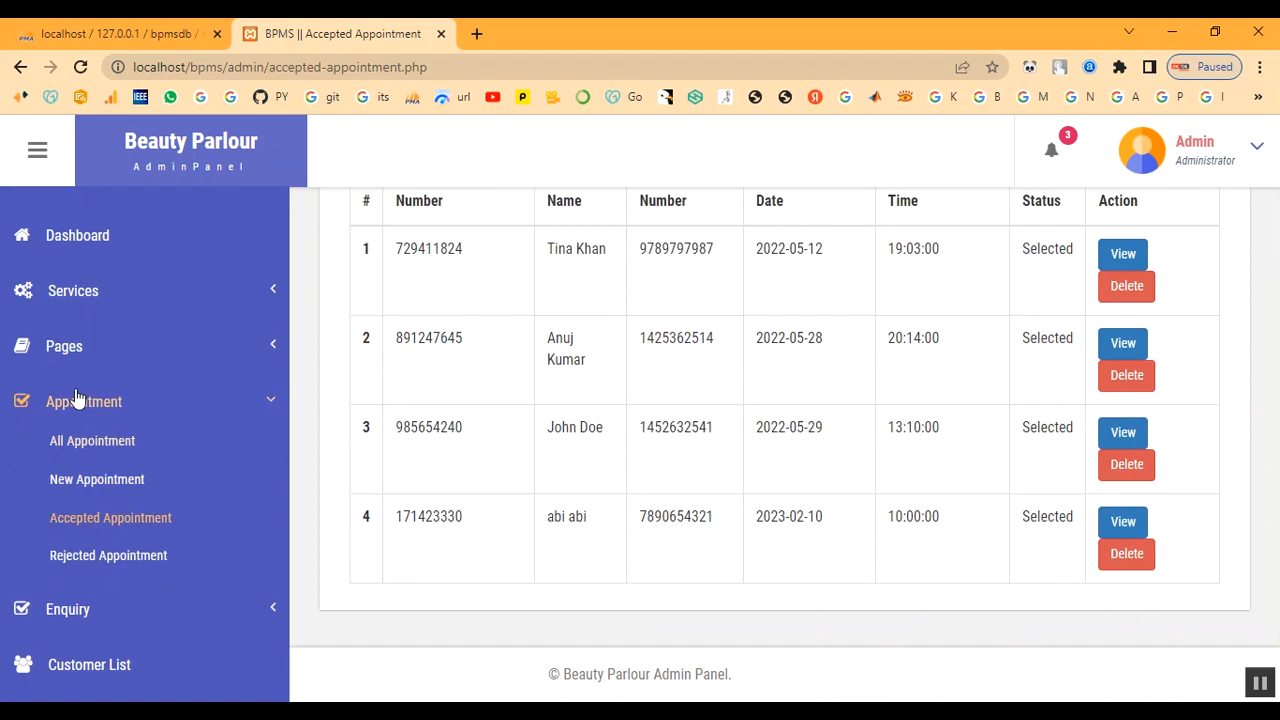 localhost / 127.0.0.1 / bpmsdb /
BPMS || Accepted Appointment
localhost/bpms/admin/accepted-appointment.php
Paused
IEEE PY git its url Go K B M N A P I »
Beauty Parlour
AdminPanel
3
Admin
Administrator
Dashboard
Services
Pages
Appointment
All Appointment
New Appointment
Accepted Appointment
Rejected Appointment
Enquiry
Customer List
# Number Name Number Date Time Status Action
1 729411824 Tina Khan 9789797987 2022-05-12 19:03:00 Selected View
Delete
2 891247645 Anuj 1425362514 2022-05-28 20:14:00 Selected View
Kumar
Delete
3 985654240 John Doe 1452632541 2022-05-29 13:10:00 Selected View
Delete
4 171423330 abi abi 7890654321 2023-02-10 10:00:00 Selected View
Delete
© Beauty Parlour Admin Panel.